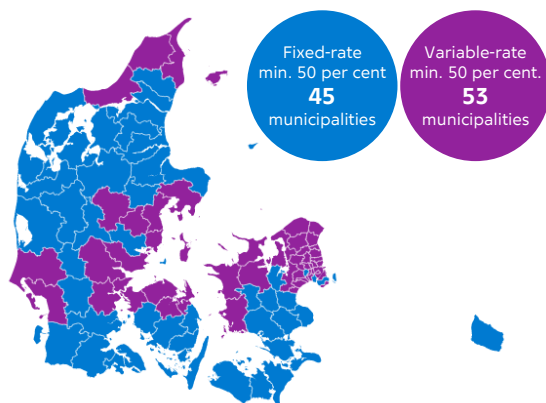 Fixed-rate
min. 50 per cent
45
municipalities
Variable-rate
min. 50 per cent.
53
municipalities